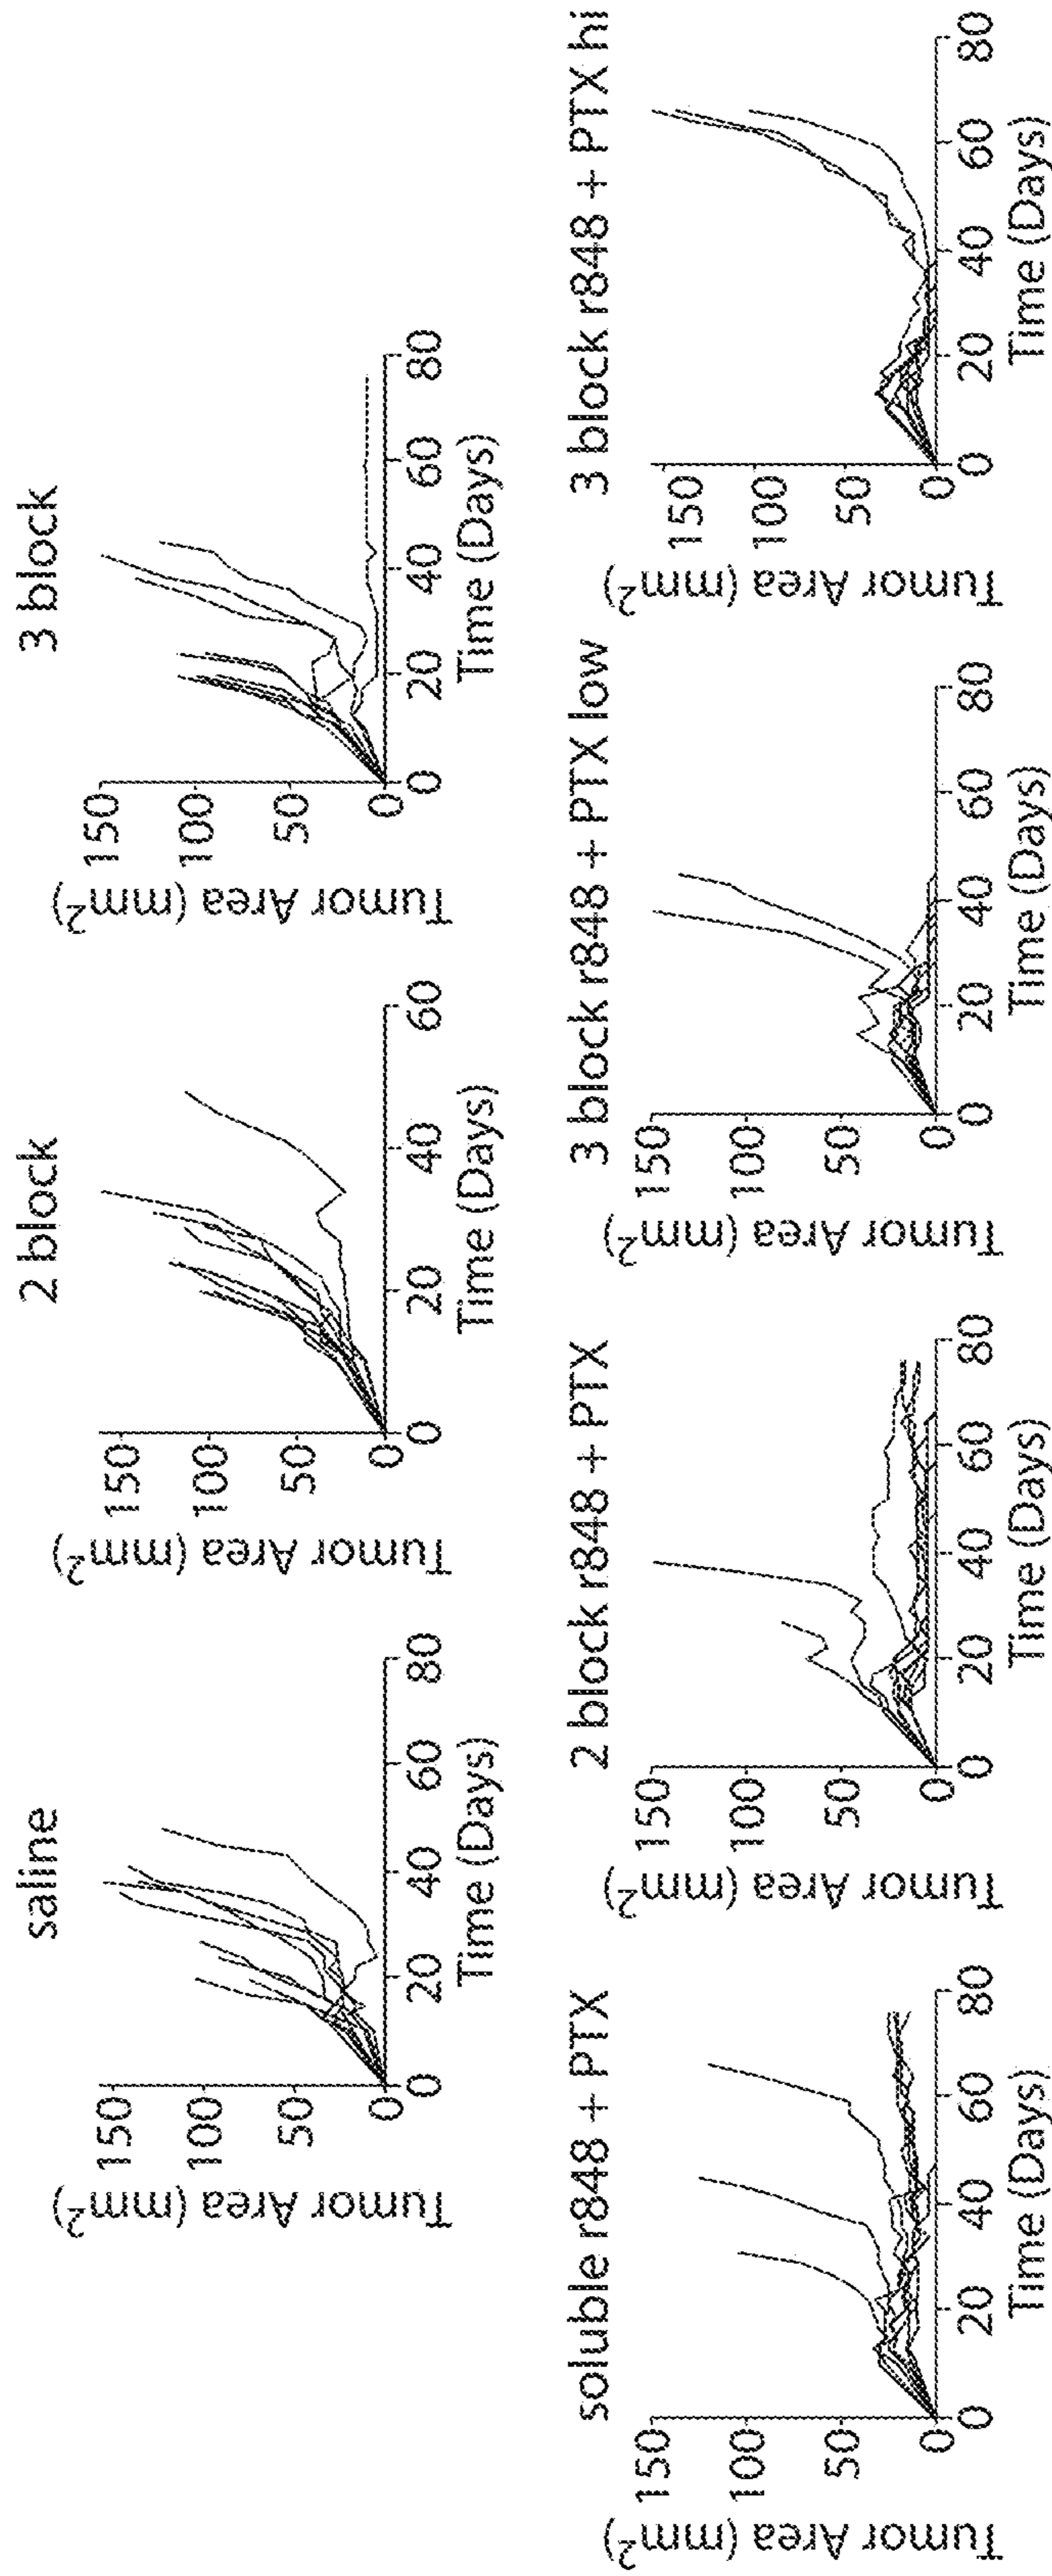 saline
Tumor Area (mm²)
150
100
50
0
0 20 40 60 80
Time (Days)
2 block
Tumor Area (mm²)
150
100
50
0
0 20 40 60
Time (Days)
3 block
Tumor Area (mm²)
150
100
50
0
0 20 40 60 80
Time (Days)
soluble r848 + PTX
Tumor Area (mm²)
150
100
50
0
0 20 40 60 80
Time (Days)
2 block r848 + PTX
Tumor Area (mm²)
150
100
50
0
0 20 40 60 80
Time (Days)
3 block r848 + PTX low
Tumor Area (mm²)
150
100
50
0
0 20 40 60 80
Time (Days)
3 block r848 + PTX hi
Tumor Area (mm²)
150
100
50
0
0 20 40 60 80
Time (Days)